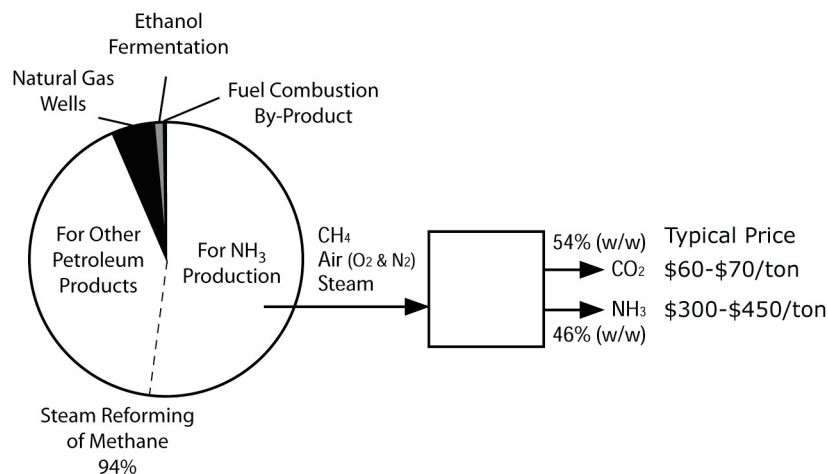 Ethanol
Fermentation
Natural Gas
Wells
Fuel Combustion
By-Product
For Other
Petroleum
Products
For NH₃
Production
CH₄
Air (O₂ & N₂)
Steam
54% (w/w)
Typical Price
CO₂ $60-$70/ton
NH₃ $300-$450/ton
46% (w/w)
Steam Reforming
of Methane
94%